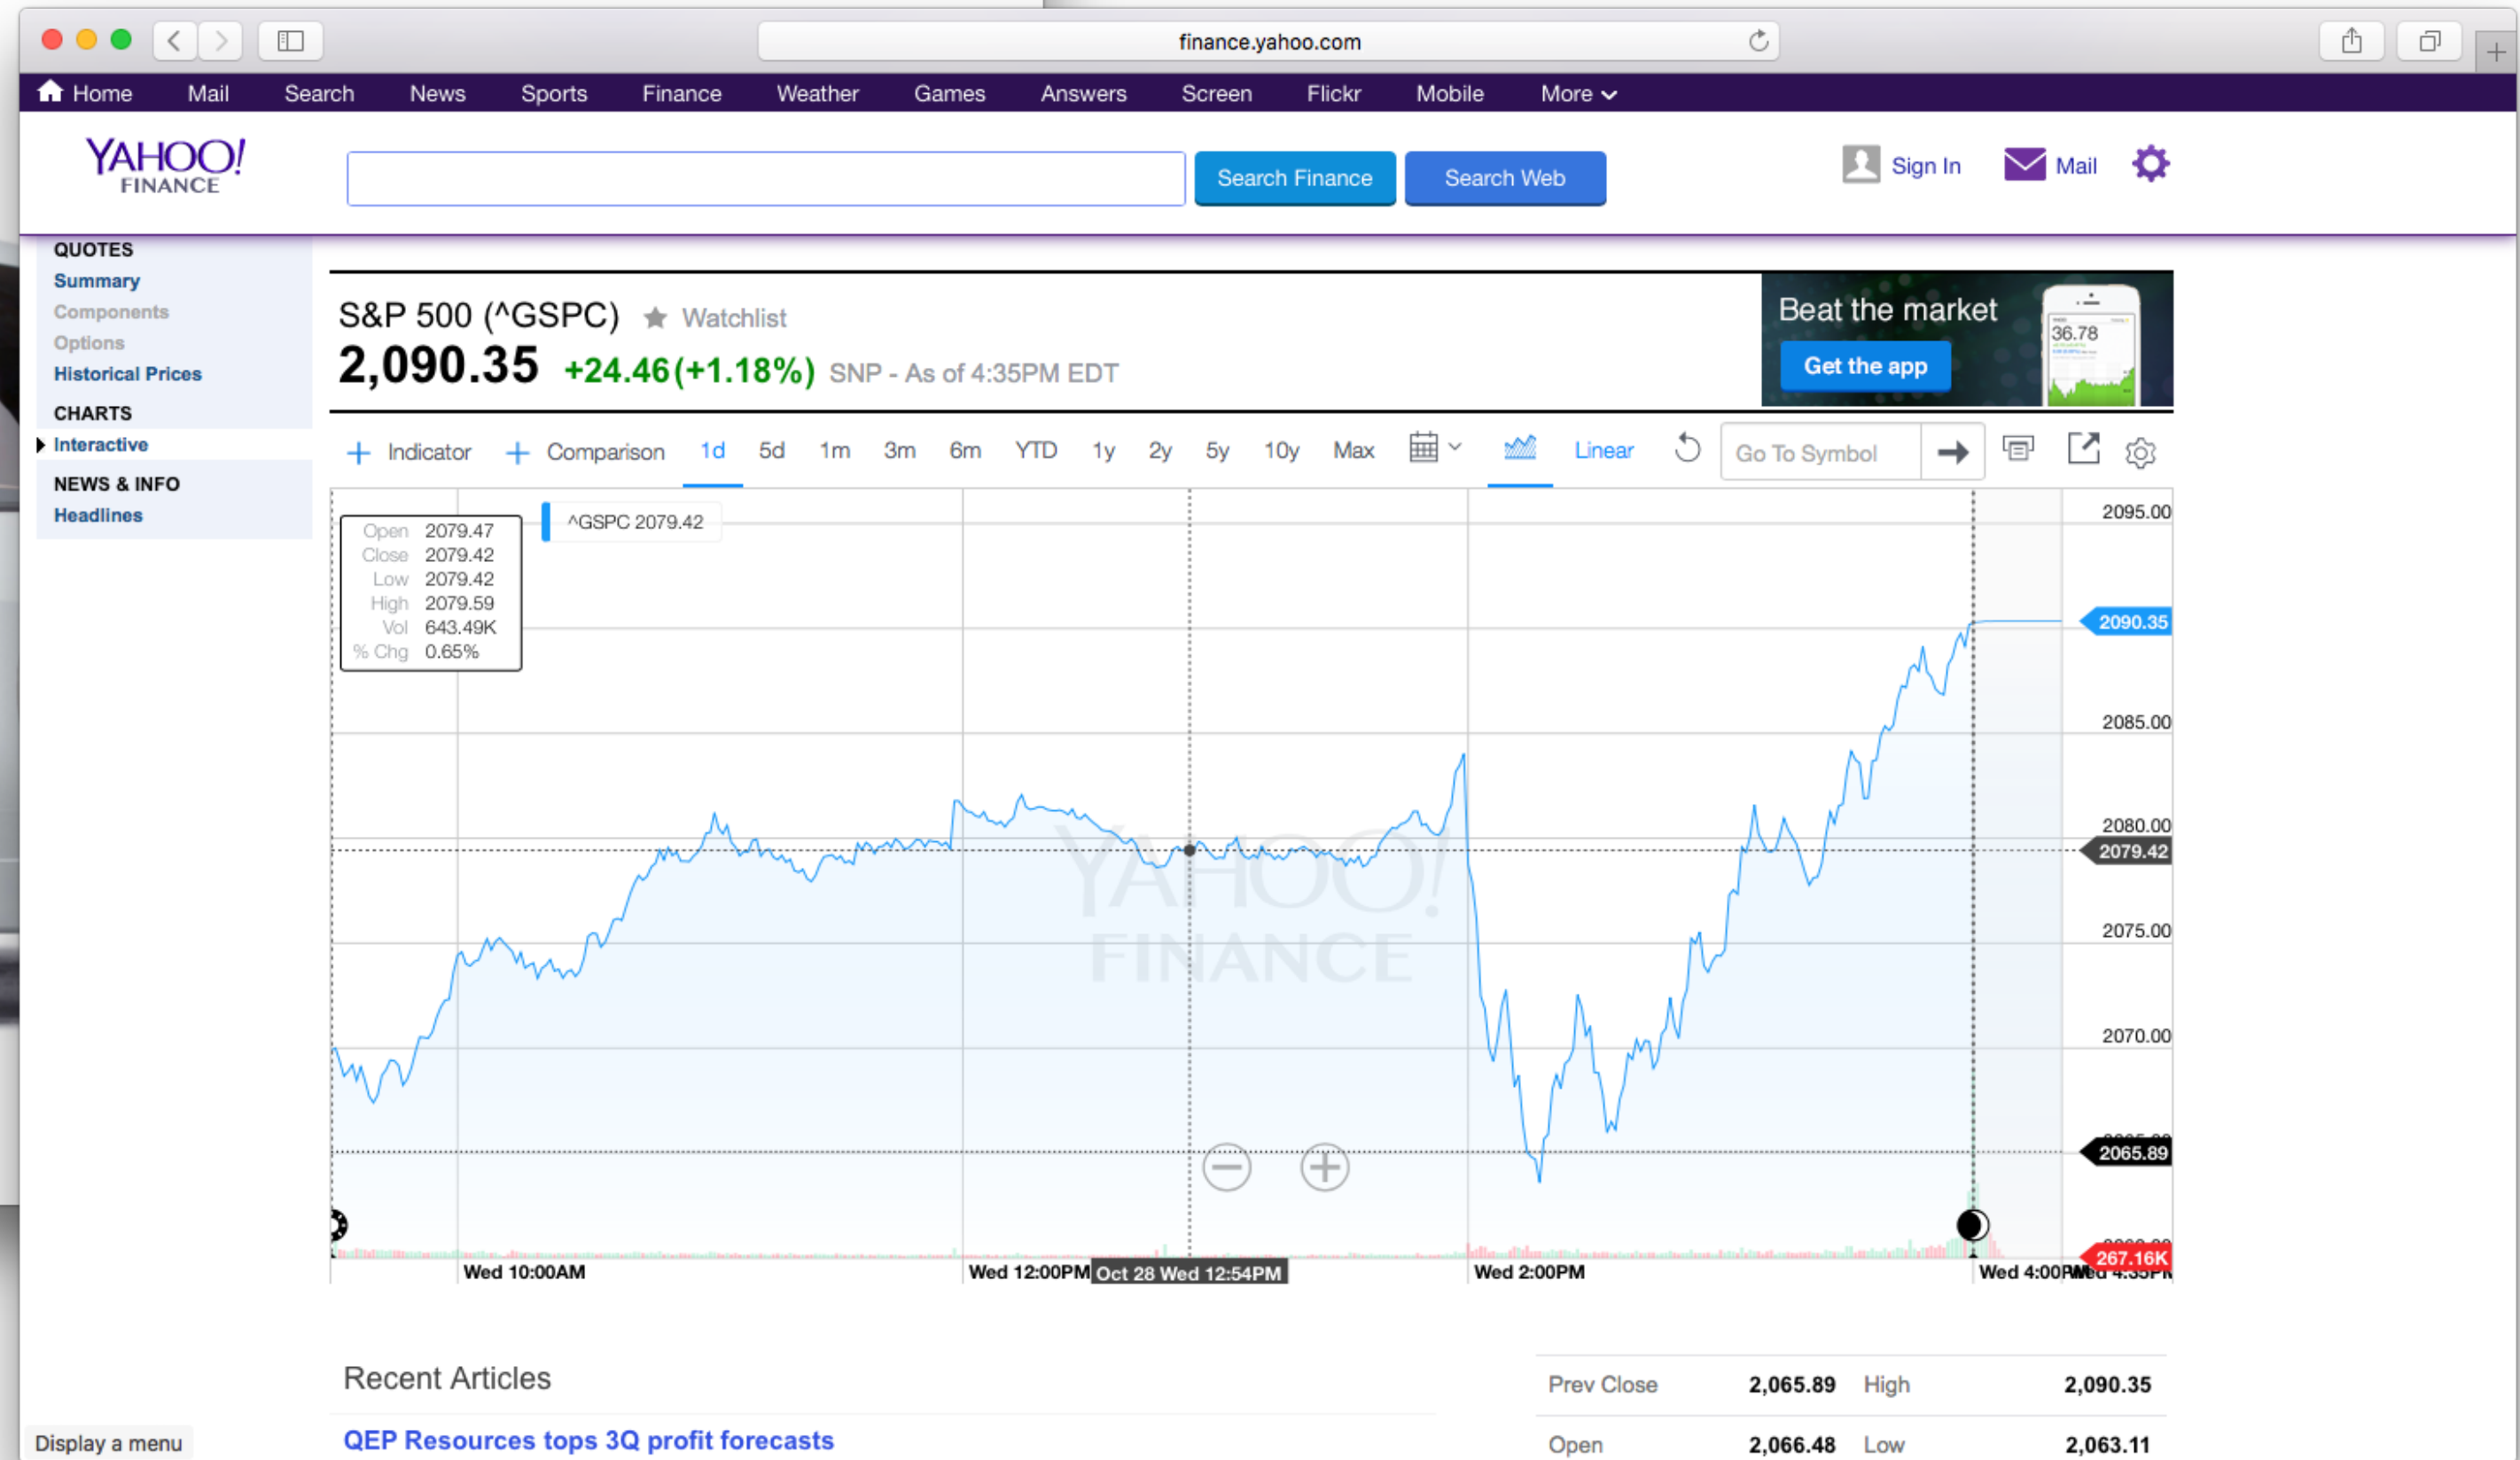 finance.yahoo.com
Home Mail Search News Sports Finance Weather Games Answers Screen Flickr Mobile More
YAHOO!
FINANCE
Search Finance
Search Web
Sign In
Mail
QUOTES
Summary
Components
Options
Historical Prices
CHARTS
Interactive
NEWS & INFO
Headlines
S&P 500 (^GSPC) Watchlist
2,090.35 +24.46(+1.18%) SNP - As of 4:35PM EDT
Beat the market
Get the app
36.78
Indicator Comparison 1d 5d 1m 3m 6m YTD 1y 2y 5y 10y Max Linear Go To Symbol
Open 2079.47
Close 2079.42
Low 2079.42
High 2079.59
Vol 643.49K
% Chg 0.65%
^GSPC 2079.42
2095.00
2090.35
2085.00
2080.00
2079.42
2075.00
2070.00
2065.89
267.16K
YAHOO!
FINANCE
Wed 10:00AM Wed 12:00PM Oct 28 Wed 12:54PM Wed 2:00PM Wed 4:00PM
Recent Articles
QEP Resources tops 3Q profit forecasts
Prev Close 2,065.89 High 2,090.35
Open 2,066.48 Low 2,063.11
Display a menu